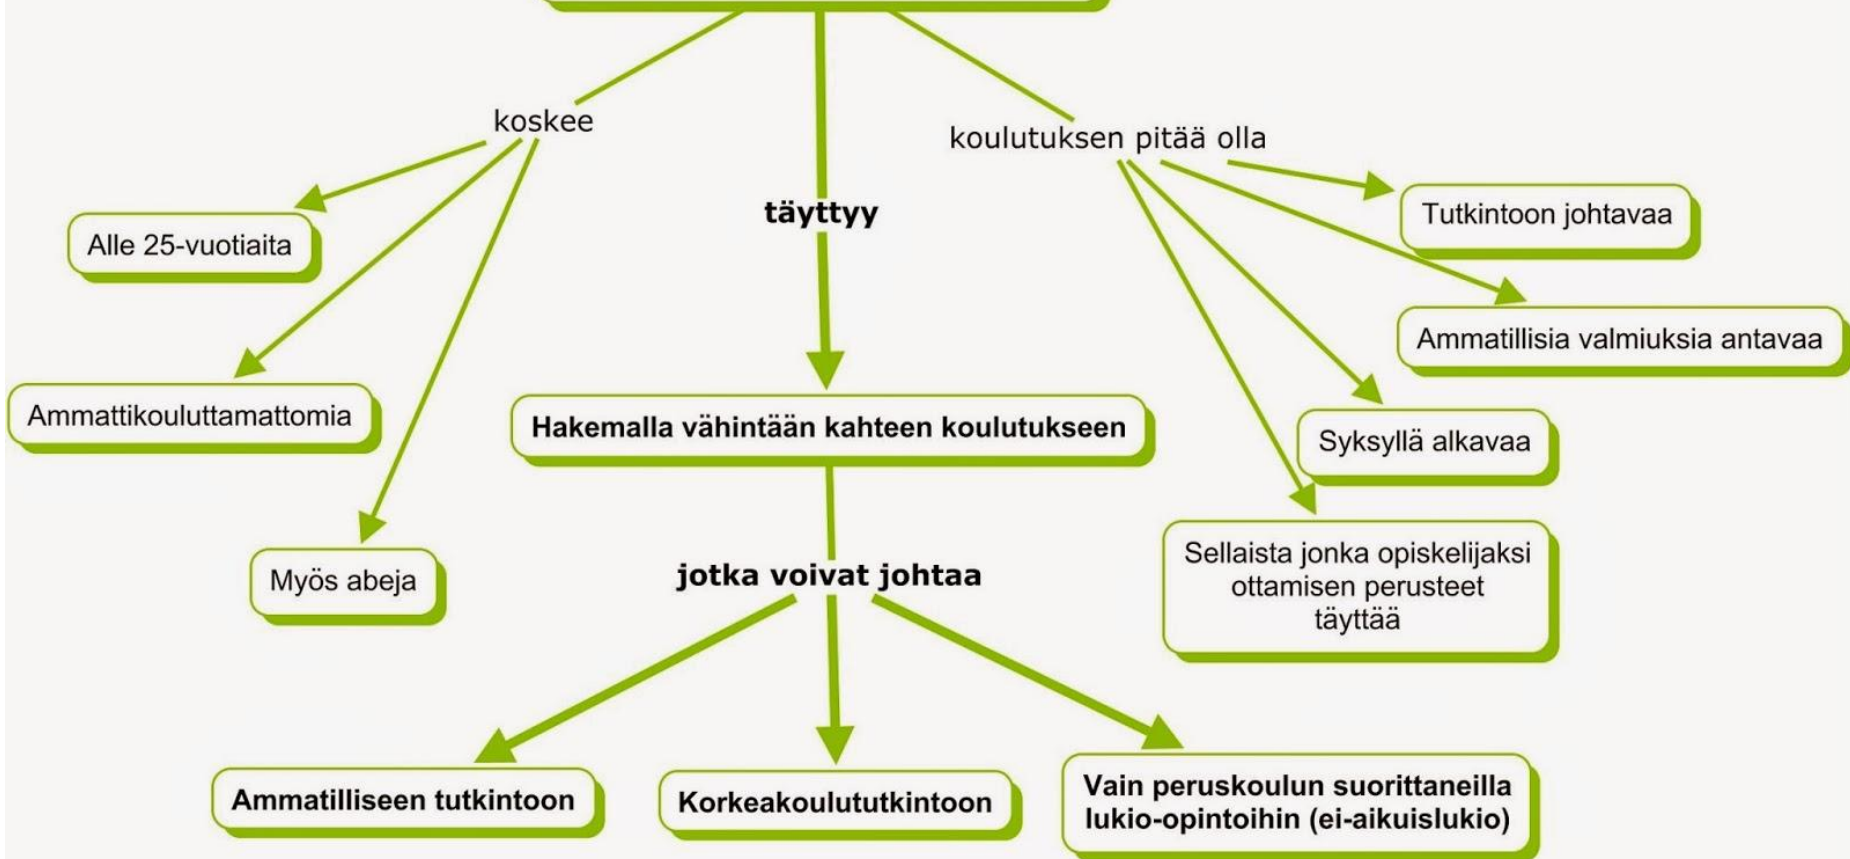 koskee
koulutuksen pitää olla
täyttyy
Tutkintoon johtavaa
Alle 25-vuotiaita
Ammatillisia valmiuksia antavaa
Ammattikouluttamattomia
Hakemalla vähintään kahteen koulutukseen
Syksyllä alkavaa
Myös abeja
jotka voivat johtaa
Sellaista jonka opiskelijaksi
ottamisen perusteet
täyttää
Ammatilliseen tutkintoon
Korkeakoulututkintoon
Vain peruskoulun suorittaneilla
lukio-opintoihin (ei-aikuislukio)